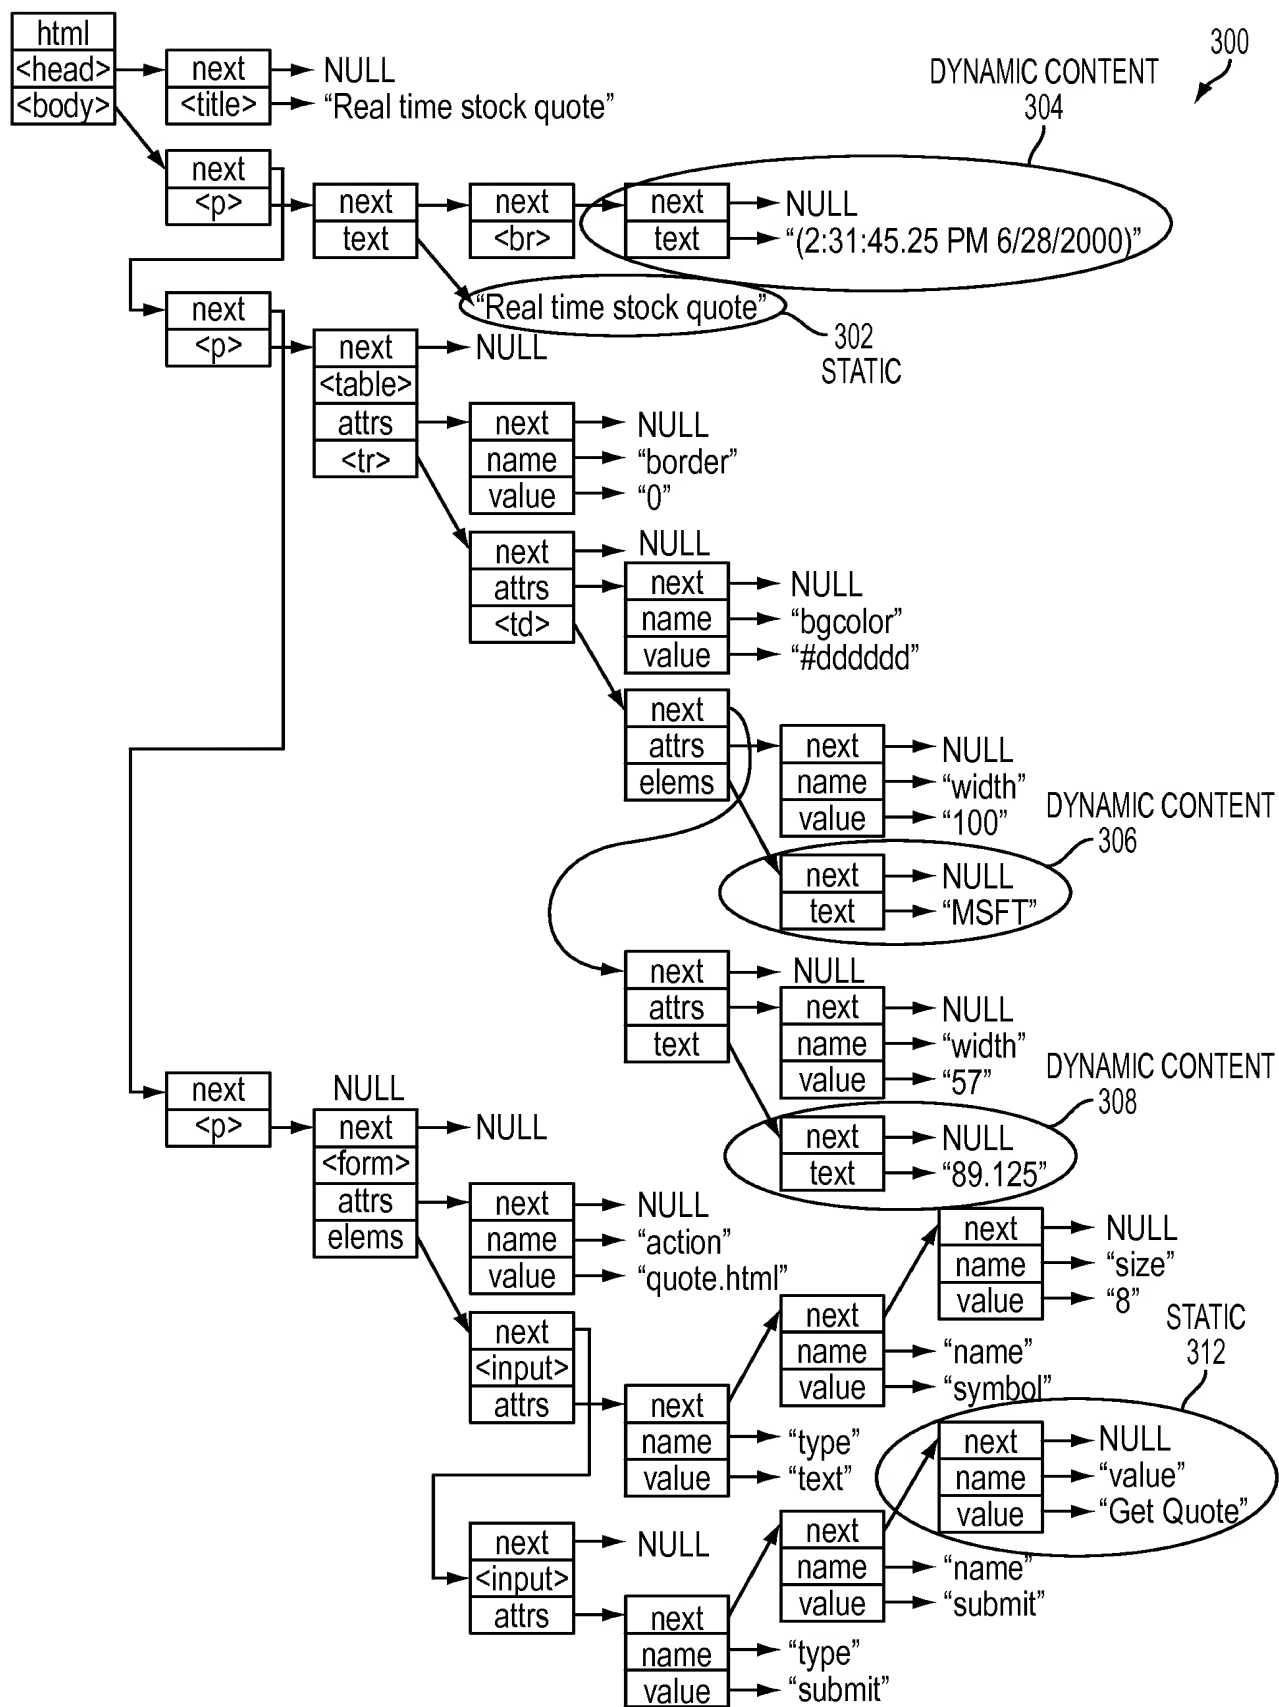 300
html
<head>
<body>
next
<title>
NULL
“Real time stock quote”
DYNAMIC CONTENT
304
next
<p>
next
text
next
<br>
next
text
NULL
“(2:31:45.25 PM 6/28/2000)”
“Real time stock quote”
302
STATIC
next
<p>
next
<table>
attrs
<tr>
NULL
next
name
value
NULL
“border”
“0”
next
attrs
<td>
NULL
next
name
value
NULL
“bgcolor”
“#dddddd”
next
attrs
elems
next
name
value
NULL
“width”
“100”
DYNAMIC CONTENT
306
next
text
NULL
“MSFT”
next
attrs
text
NULL
next
name
value
NULL
“width”
“57”
DYNAMIC CONTENT
308
next
text
NULL
“89.125”
next
<p>
NULL
next
<form>
attrs
elems
NULL
next
name
value
NULL
“action”
“quote.html”
next
<input>
attrs
next
name
value
“type”
“text”
next
name
value
“name”
“symbol”
next
name
value
NULL
“size”
“8”
STATIC
312
next
name
value
NULL
“value”
“Get Quote”
next
<input>
attrs
NULL
next
name
value
“type”
“submit”
next
name
value
“name”
“submit”